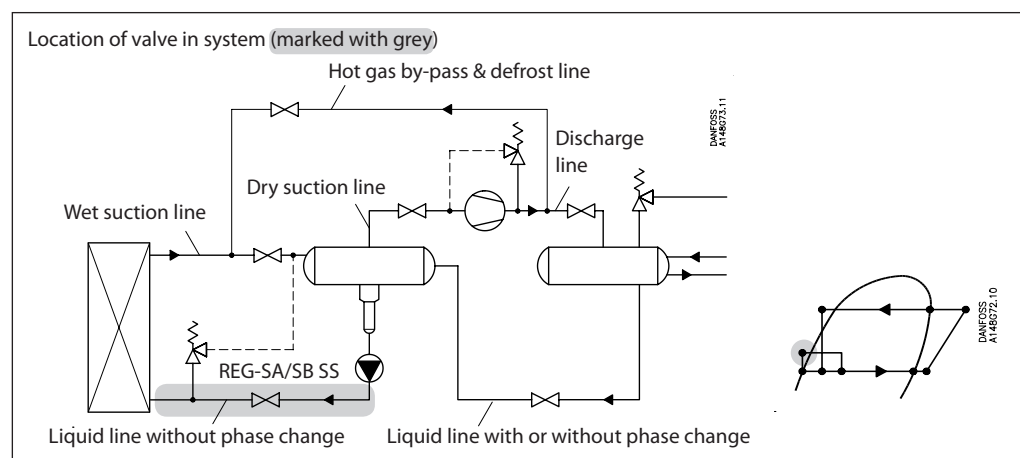 Location of valve in system (marked with grey)
Hot gas by-pass & defrost line
Discharge
line
Dry suction line
Wet suction line
REG-SA/SB SS
Liquid line without phase change
Liquid line with or without phase change
DANFOSS
A148G73.11
DANFOSS
A148G72.10